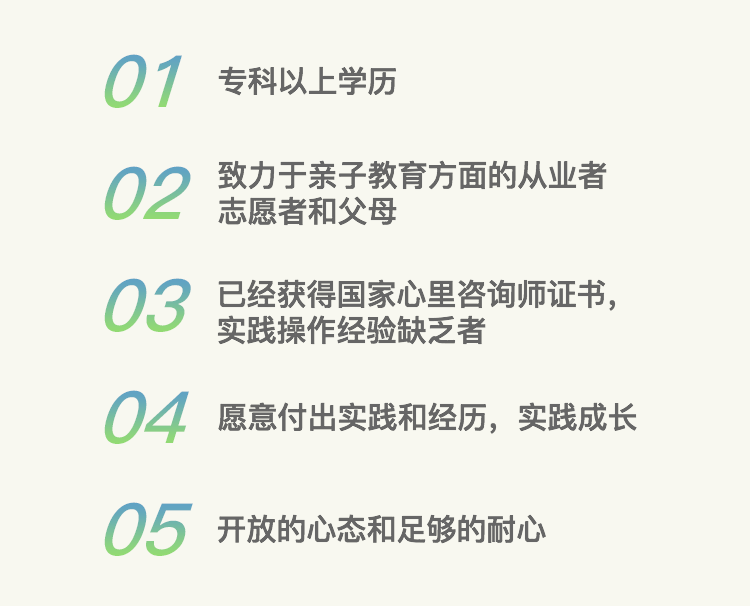 01 专科以上学历
02 致力于亲子教育方面的从业者
志愿者和父母
03 已经获得国家心里咨询师证书，
实践操作经验缺乏者
04 愿意付出实践和经历，实践成长
05 开放的心态和足够的耐心